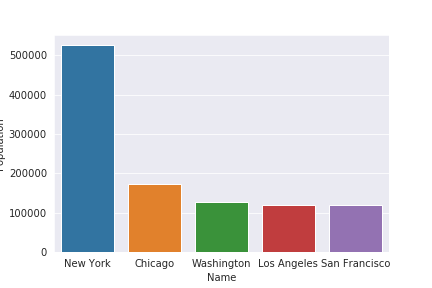 500000
400000
300000
200000
100000
0
Population
New York Chicago Washington Los Angeles San Francisco
Name